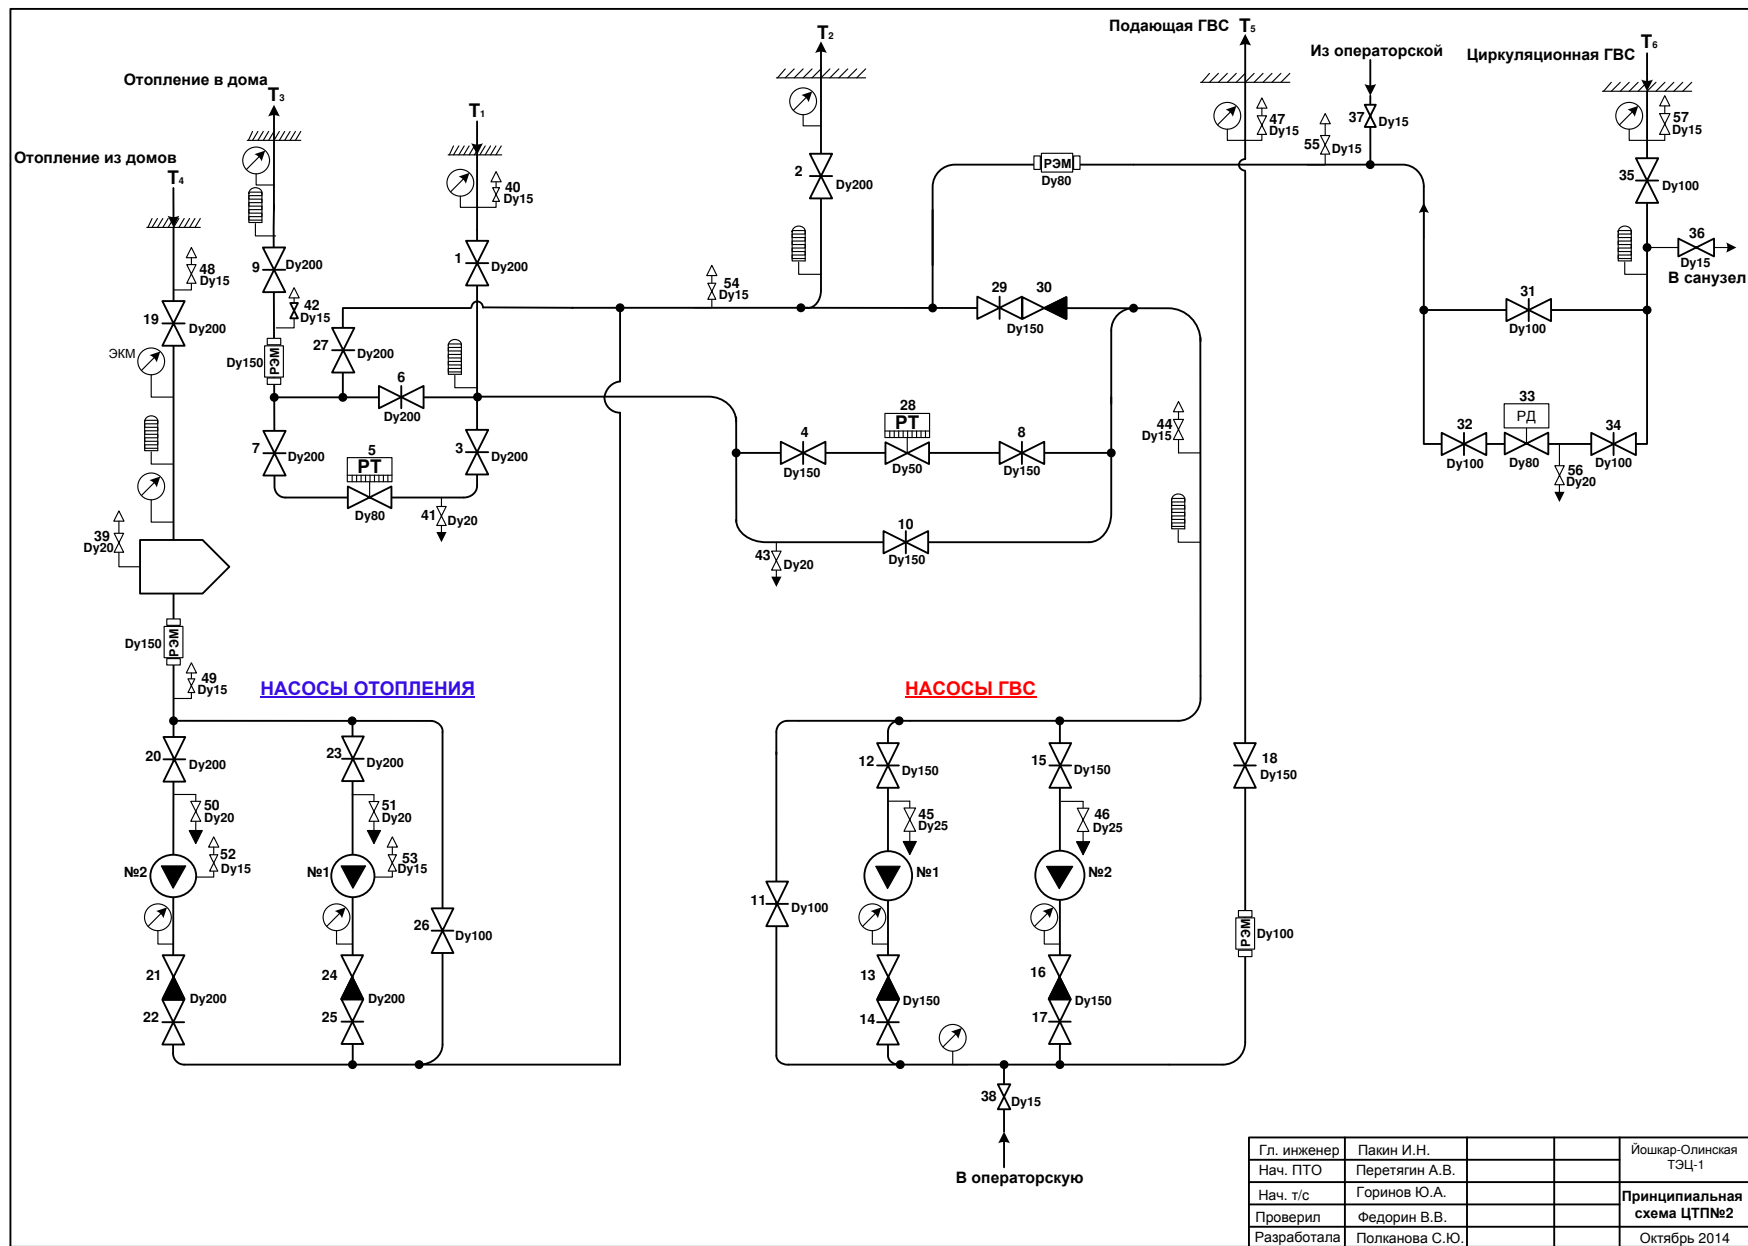 Отопление в дома
T₃
Отопление из домов
T₄
T₁
T₂
Подающая ГВС T₅
Из операторской
Циркуляционная ГВС
T₆
47
Dy15
37
Dy15
55
Dy15
57
Dy15
40
Dy15
2
Dy200
РЭМ
Dy80
35
Dy100
36
Dy15
В санузел
48
Dy15
9
Dy200
1
Dy200
42
Dy15
54
Dy15
29
30
Dy150
31
Dy100
19
Dy200
ЭКМ
Dy150
РЭМ
27
Dy200
6
Dy200
28
РТ
Dy50
4
Dy150
8
Dy150
44
Dy15
33
РД
Dy80
32
Dy100
34
Dy100
56
Dy20
7
Dy200
5
РТ
Dy80
3
Dy200
41
Dy20
10
Dy150
43
Dy20
39
Dy20
Dy150
РЭМ
49
Dy15
НАСОСЫ ОТОПЛЕНИЯ
НАСОСЫ ГВС
20
Dy200
23
Dy200
12
Dy150
15
Dy150
18
Dy150
50
Dy20
51
Dy20
45
Dy25
46
Dy25
52
Dy15
53
Dy15
№2
№1
№1
№2
11
Dy100
26
Dy100
РЭМ
Dy100
21
Dy200
22
24
Dy200
25
13
Dy150
14
16
Dy150
17
38
Dy15
В операторскую
Гл. инженер
Пакин И.Н.
Йошкар-Олинская
ТЭЦ-1
Нач. ПТО
Перетягин А.В.
Нач. т/с
Горинов Ю.А.
Принципиальная
схема ЦТП№2
Проверил
Федорин В.В.
Разработала
Полканова С.Ю.
Октябрь 2014